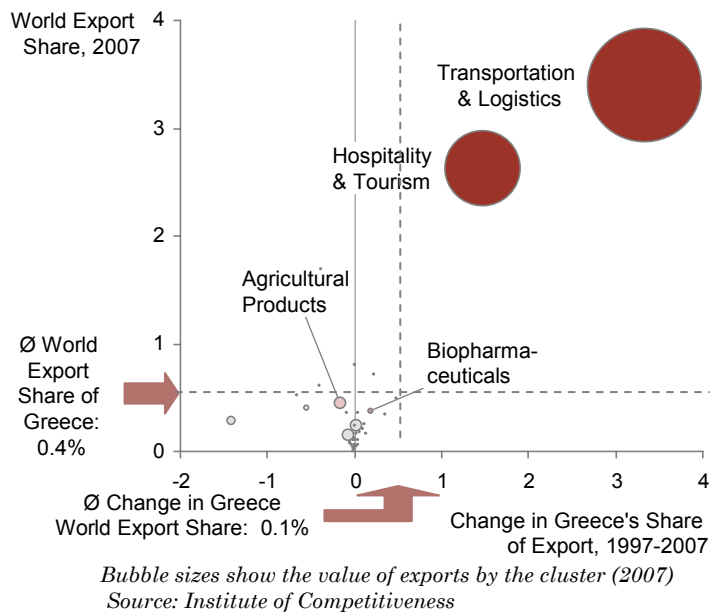 World Export
Share, 2007
4
Transportation
& Logistics
3
Hospitality
& Tourism
2
Agricultural
Products
1
Biopharma-
ceuticals
Ø World
Export
Share of
Greece:
0.4%
0
-2
-1
0
1
2
3
4
Ø Change in Greece
World Export Share: 0.1%
Change in Greece's Share
of Export, 1997-2007
Bubble sizes show the value of exports by the cluster (2007)
Source: Institute of Competitiveness